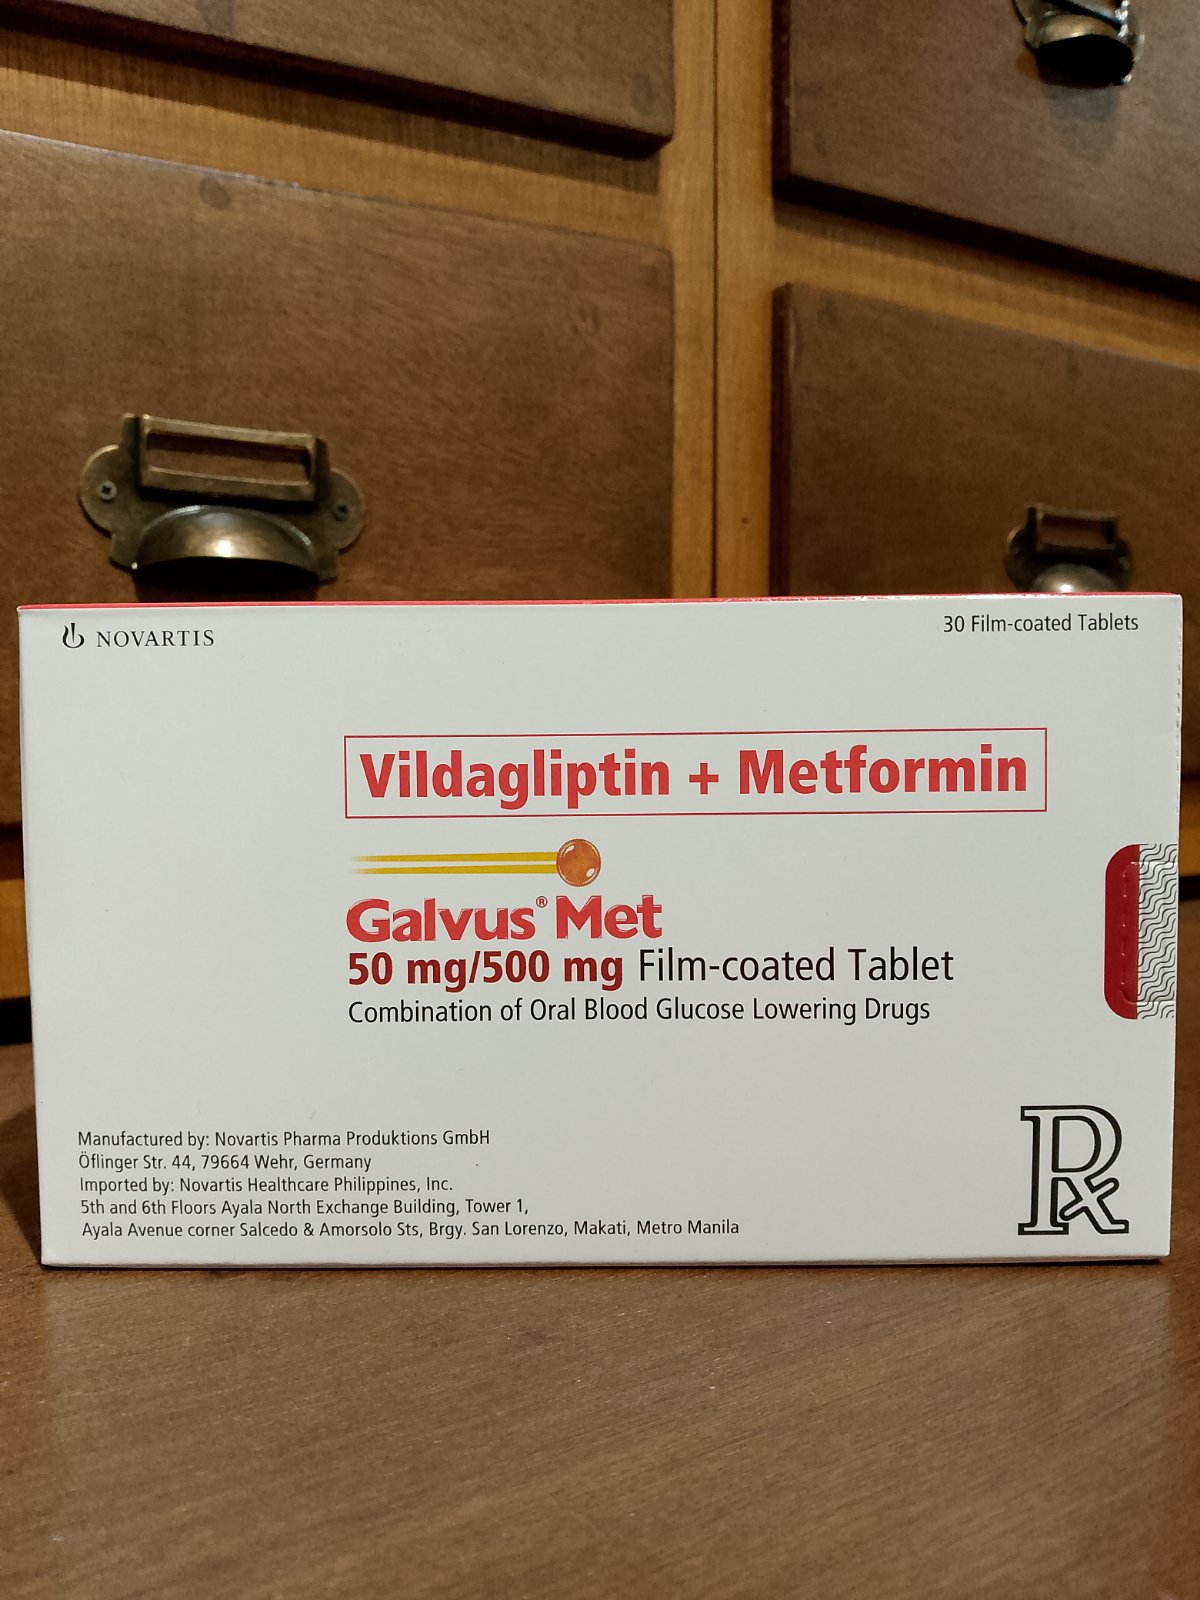 NOVARTIS
30 Film-coated Tablets
Vildagliptin + Metformin
Galvus® Met
50 mg/500 mg Film-coated Tablet
Combination of Oral Blood Glucose Lowering Drugs
Manufactured by: Novartis Pharma Produktions GmbH
Öflinger Str. 44, 79664 Wehr, Germany
Imported by: Novartis Healthcare Philippines, Inc.
5th and 6th Floors Ayala North Exchange Building, Tower 1,
Ayala Avenue corner Salcedo & Amorsolo Sts, Brgy. San Lorenzo, Makati, Metro Manila
Rx